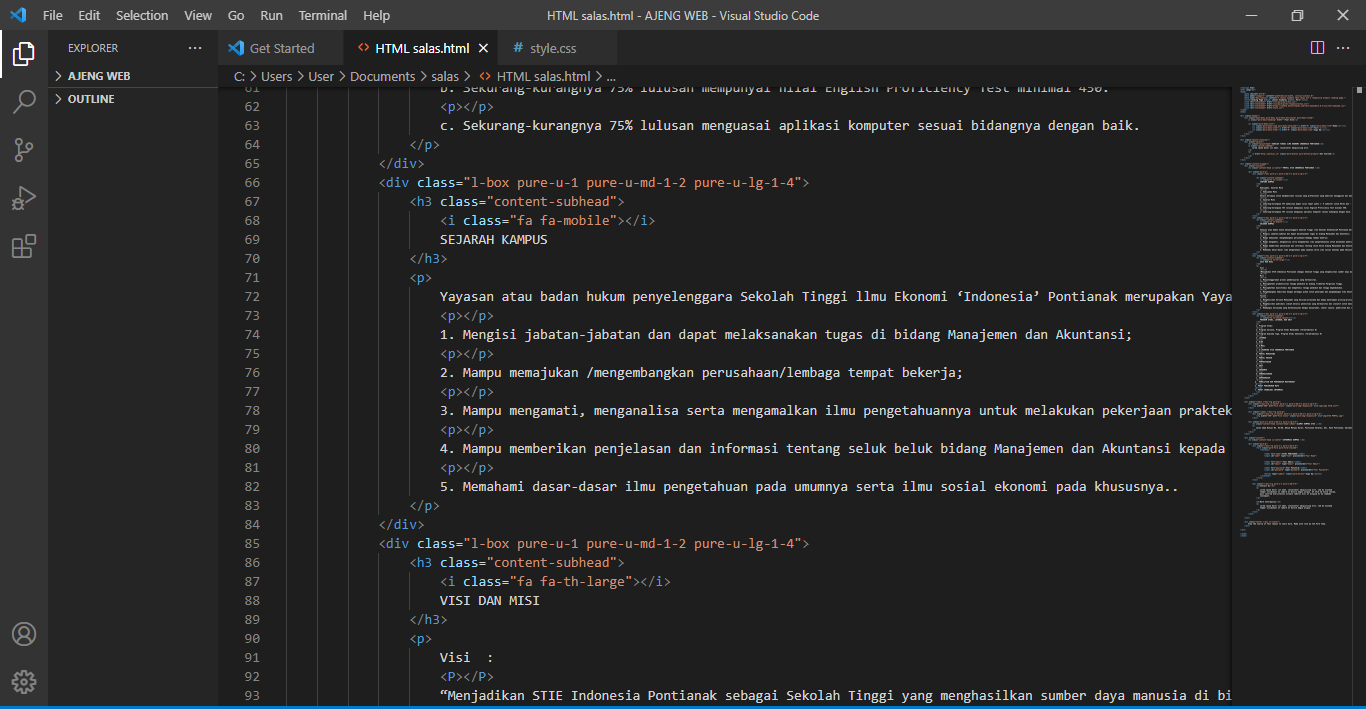 File Edit Selection View Go Run Terminal Help HTML salas.html - AJENG WEB - Visual Studio Code
EXPLORER ··· Get Started <> HTML salas.html # style.css ···
C: > Users > User > Documents > salas > <> HTML salas.html > ...
> AJENG WEB
> OUTLINE
61 b. Sekurang-kurangnya 75% lulusan mempunyai nilai English Proficiency Test minimal 450.
62 <p></p>
63 c. Sekurang-kurangnya 75% lulusan menguasai aplikasi komputer sesuai bidangnya dengan baik.
64 </p>
65 </div>
66 <div class="l-box pure-u-1 pure-u-md-1-2 pure-u-lg-1-4">
67 <h3 class="content-subhead">
68 <i class="fa fa-mobile"></i>
69 SEJARAH KAMPUS
70 </h3>
71 <p>
72 Yayasan atau badan hukum penyelenggara Sekolah Tinggi llmu Ekonomi ‘Indonesia’ Pontianak merupakan Yaya
73 <p></p>
74 1. Mengisi jabatan-jabatan dan dapat melaksanakan tugas di bidang Manajemen dan Akuntansi;
75 <p></p>
76 2. Mampu memajukan /mengembangkan perusahaan/lembaga tempat bekerja;
77 <p></p>
78 3. Mampu mengamati, menganalisa serta mengamalkan ilmu pengetahuannya untuk melakukan pekerjaan praktek
79 <p></p>
80 4. Mampu memberikan penjelasan dan informasi tentang seluk beluk bidang Manajemen dan Akuntansi kepada
81 <p></p>
82 5. Memahami dasar-dasar ilmu pengetahuan pada umumnya serta ilmu sosial ekonomi pada khususnya..
83 </p>
84 </div>
85 <div class="l-box pure-u-1 pure-u-md-1-2 pure-u-lg-1-4">
86 <h3 class="content-subhead">
87 <i class="fa fa-th-large"></i>
88 VISI DAN MISI
89 </h3>
90 <p>
91 Visi  :
92 <P></P>
93 “Menjadikan STIE Indonesia Pontianak sebagai Sekolah Tinggi yang menghasilkan sumber daya manusia di bi